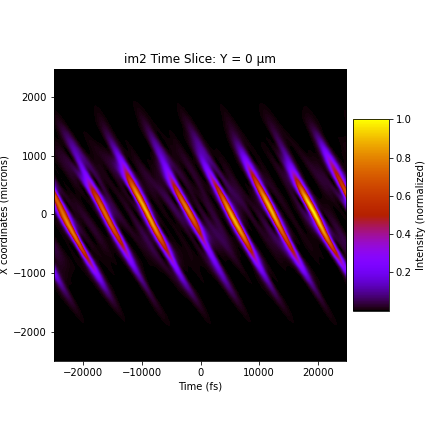 im2 Time Slice: Y = 0 μm
2000
1000
0
−1000
−2000
X coordinates (microns)
−20000 −10000 0 10000 20000
Time (fs)
1.0
0.8
0.6
0.4
0.2
Intensity (normalized)